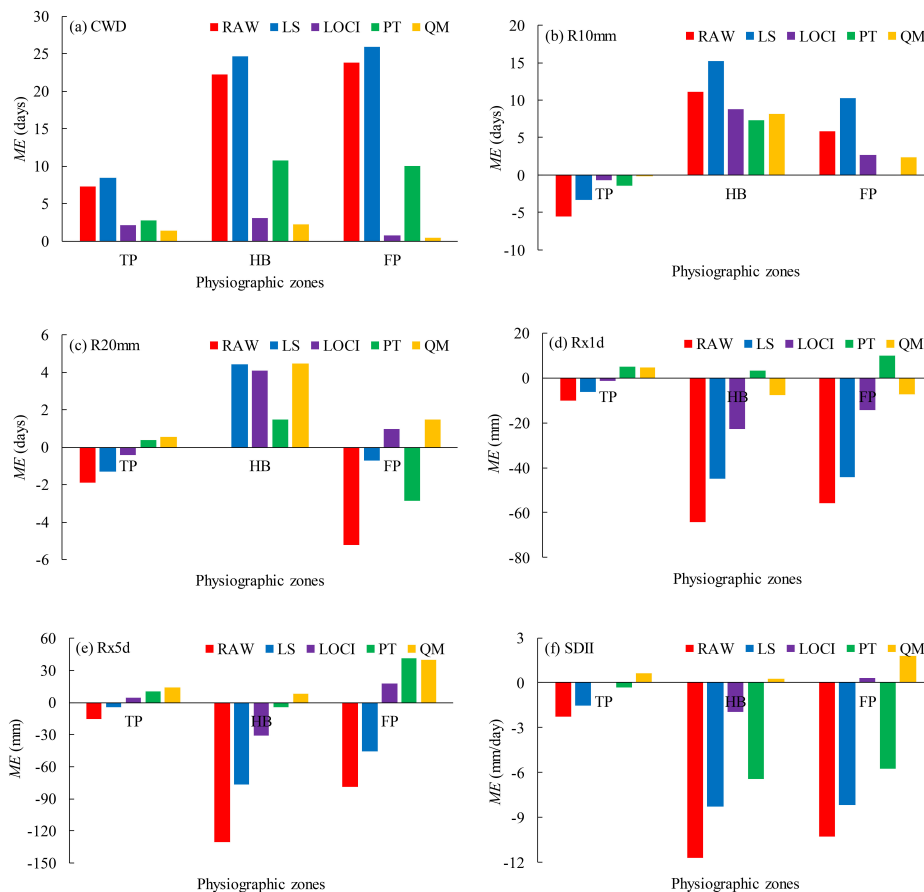 (a) CWD
RAW LS LOCI PT QM
30
25
20
15
10
5
0
ME (days)
TP HB FP
Physiographic zones
(b) R10mm
RAW LS LOCI PT QM
20
15
10
5
0
-5
-10
ME (days)
TP HB FP
Physiographic zones
(c) R20mm
RAW LS LOCI PT QM
6
4
2
0
-2
-4
-6
ME (days)
TP HB FP
Physiographic zones
(d) Rx1d
RAW LS LOCI PT QM
20
0
-20
-40
-60
-80
ME (mm)
TP HB FP
Physiographic zones
(e) Rx5d
RAW LS LOCI PT QM
60
30
0
-30
-60
-90
-120
-150
ME (mm)
TP HB FP
Physiographic zones
(f) SDII
RAW LS LOCI PT QM
3
0
-3
-6
-9
-12
ME (mm/day)
TP HB FP
Physiographic zones